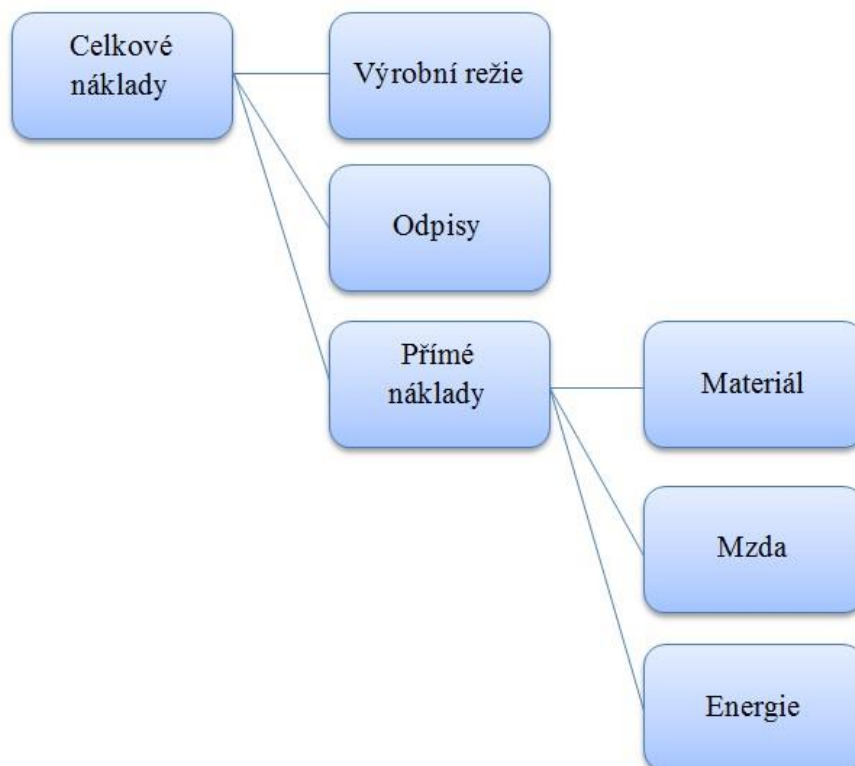 Celkové
náklady
Výrobní režie
Odpisy
Přímé
náklady
Materiál
Mzda
Energie